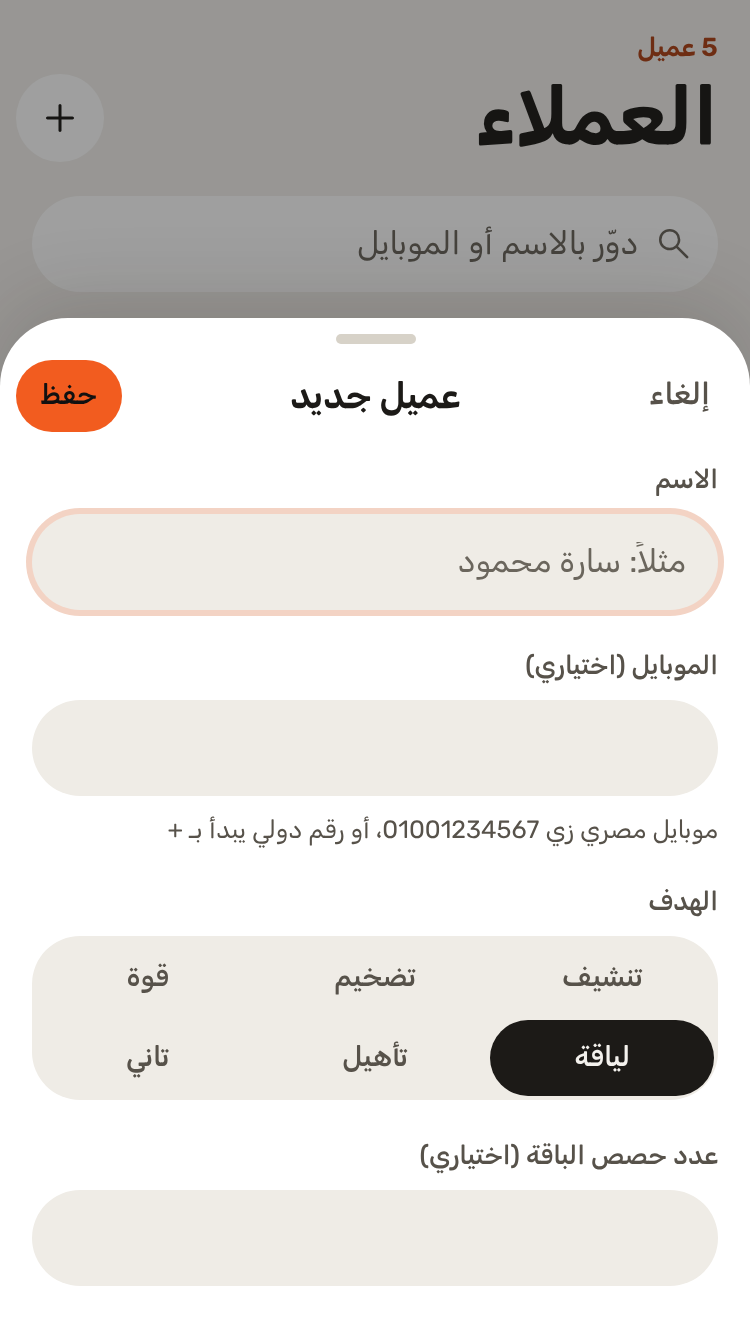 5 عميل
العملاء
دوّر بالاسم أو الموبايل
إلغاء
عميل جديد
حفظ
الاسم
مثلاً: سارة محمود
الموبايل (اختياري)
موبايل مصري زي 01001234567، أو رقم دولي يبدأ بـ +
الهدف
تنشيف تضخيم قوة
لياقة تأهيل تاني
عدد حصص الباقة (اختياري)